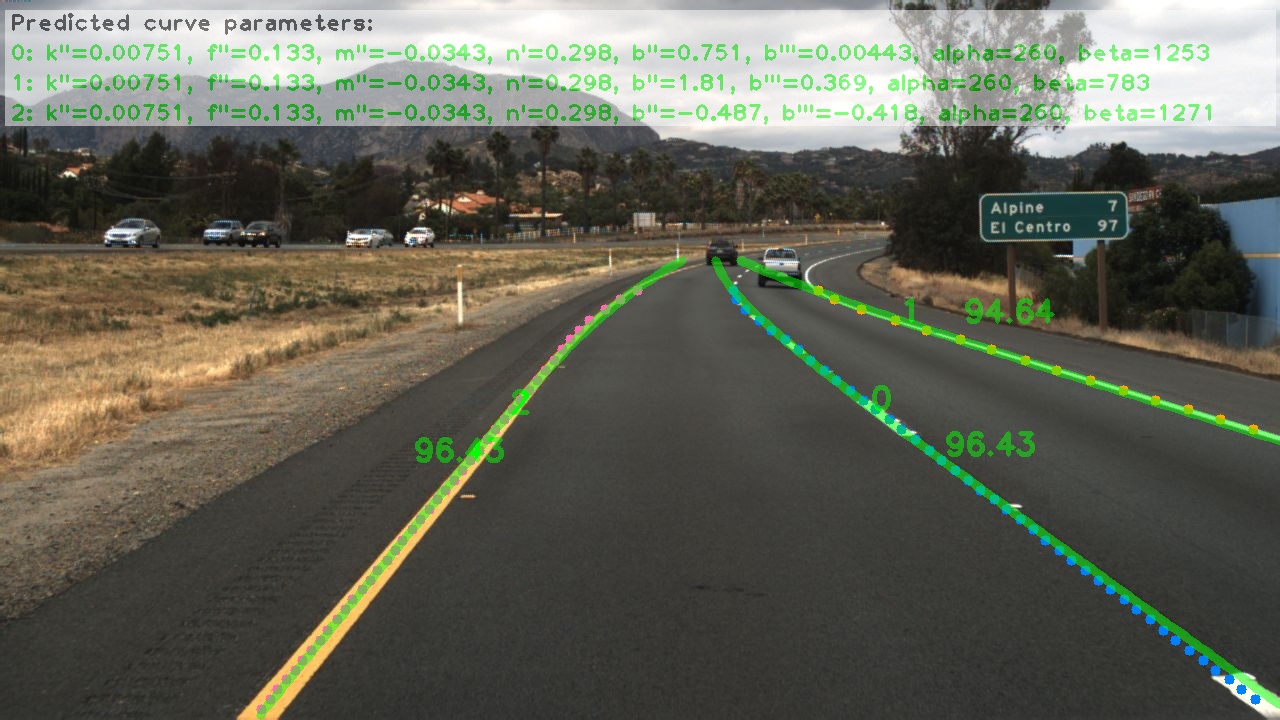 Predicted curve parameters:
0: k''=0.00751, f''=0.133, m''=-0.0343, n'=0.298, b''=0.751, b'''=0.00443, alpha=260, beta=1253
1: k''=0.00751, f''=0.133, m''=-0.0343, n'=0.298, b''=1.81, b'''=0.369, alpha=260, beta=783
2: k''=0.00751, f''=0.133, m''=-0.0343, n'=0.298, b''=-0.487, b'''=-0.418, alpha=260, beta=1271
Alpine 7
El Centro 97
1 94.64
2
0
96.43
96.43